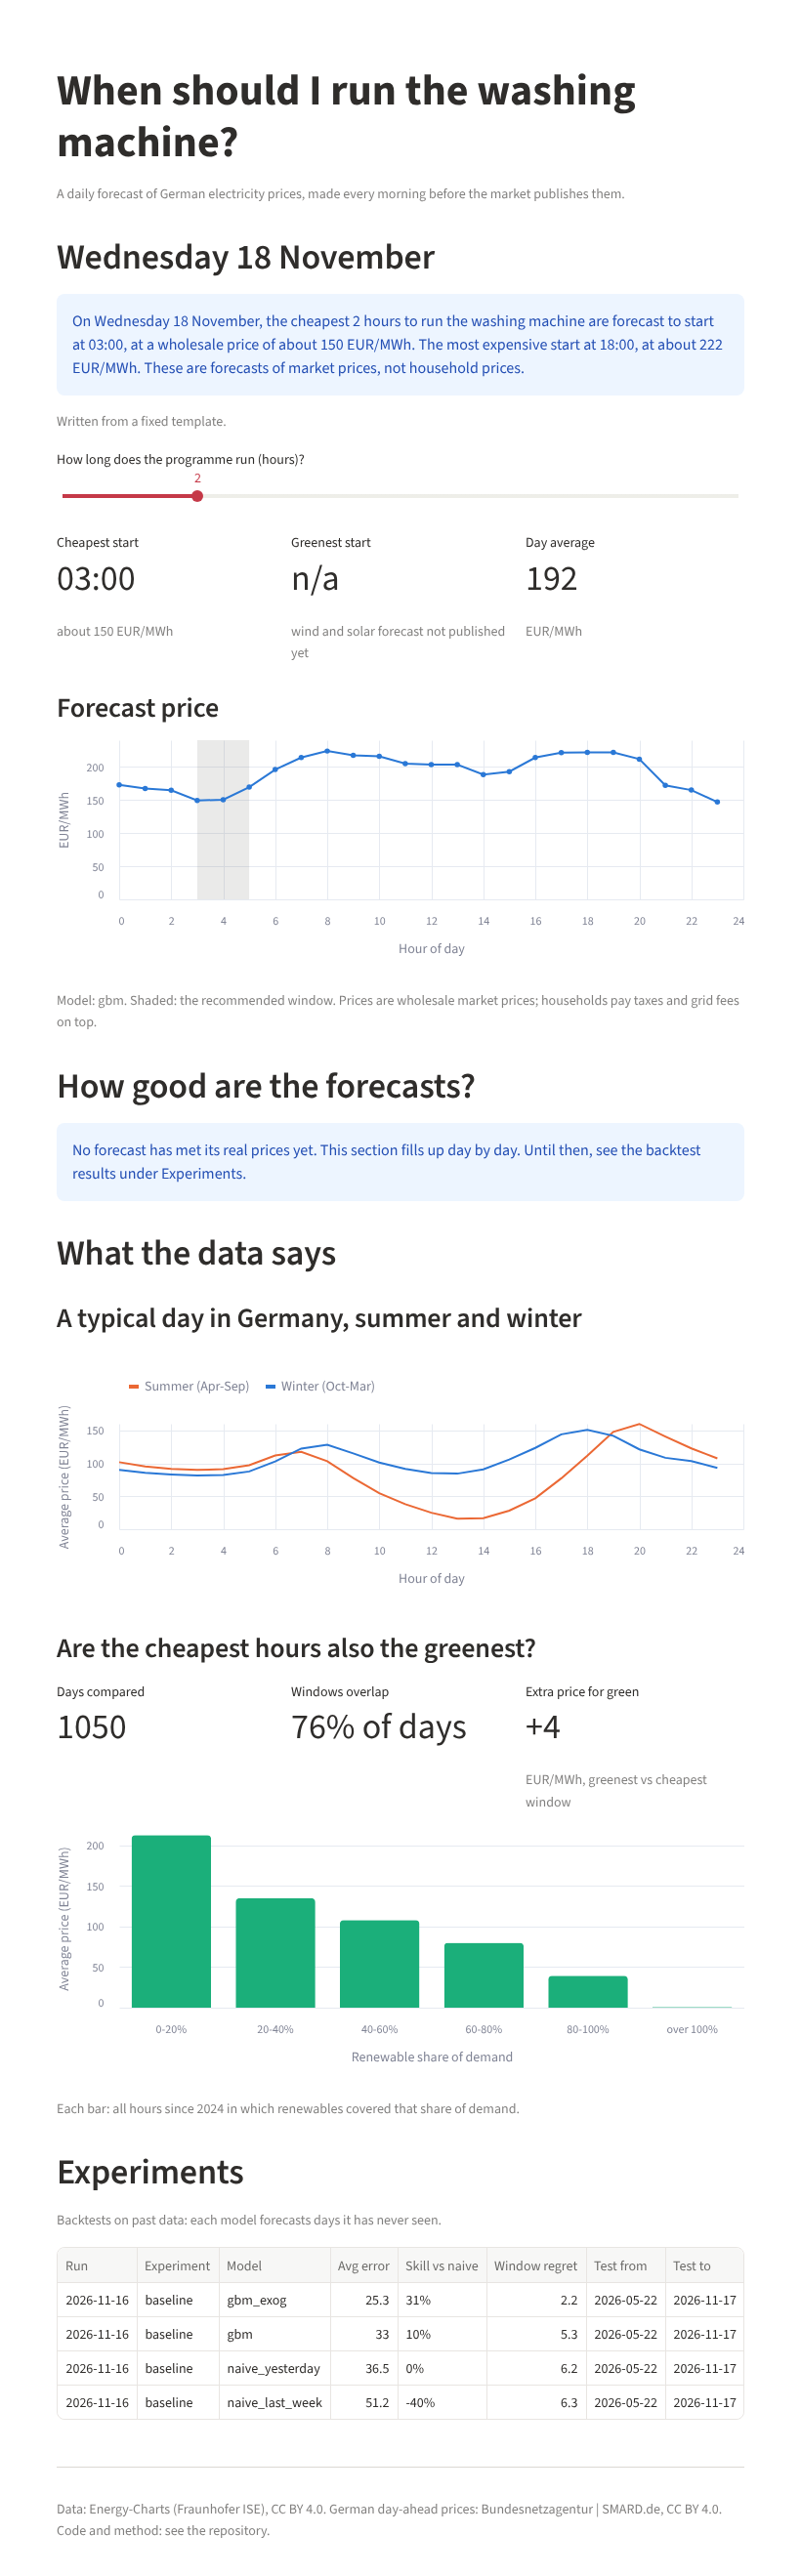 When should I run the washing
machine?
A daily forecast of German electricity prices, made every morning before the market publishes them.
Wednesday 18 November
On Wednesday 18 November, the cheapest 2 hours to run the washing machine are forecast to start
at 03:00, at a wholesale price of about 150 EUR/MWh. The most expensive start at 18:00, at about 222
EUR/MWh. These are forecasts of market prices, not household prices.
Written from a fixed template.
How long does the programme run (hours)?
2
Cheapest start Greenest start Day average
03:00 n/a 192
about 150 EUR/MWh wind and solar forecast not published EUR/MWh
yet
Forecast price
200
150
100
50
0
EUR/MWh
0 2 4 6 8 10 12 14 16 18 20 22 24
Hour of day
Model: gbm. Shaded: the recommended window. Prices are wholesale market prices; households pay taxes and grid fees
on top.
How good are the forecasts?
No forecast has met its real prices yet. This section fills up day by day. Until then, see the backtest
results under Experiments.
What the data says
A typical day in Germany, summer and winter
Summer (Apr-Sep) Winter (Oct-Mar)
150
100
50
0
Average price (EUR/MWh)
0 2 4 6 8 10 12 14 16 18 20 22 24
Hour of day
Are the cheapest hours also the greenest?
Days compared Windows overlap Extra price for green
1050 76% of days +4
EUR/MWh, greenest vs cheapest
window
200
150
100
50
0
Average price (EUR/MWh)
0-20% 20-40% 40-60% 60-80% 80-100% over 100%
Renewable share of demand
Each bar: all hours since 2024 in which renewables covered that share of demand.
Experiments
Backtests on past data: each model forecasts days it has never seen.
Run Experiment Model Avg error Skill vs naive Window regret Test from Test to
2026-11-16 baseline gbm_exog 25.3 31% 2.2 2026-05-22 2026-11-17
2026-11-16 baseline gbm 33 10% 5.3 2026-05-22 2026-11-17
2026-11-16 baseline naive_yesterday 36.5 0% 6.2 2026-05-22 2026-11-17
2026-11-16 baseline naive_last_week 51.2 -40% 6.3 2026-05-22 2026-11-17
Data: Energy-Charts (Fraunhofer ISE), CC BY 4.0. German day-ahead prices: Bundesnetzagentur | SMARD.de, CC BY 4.0.
Code and method: see the repository.